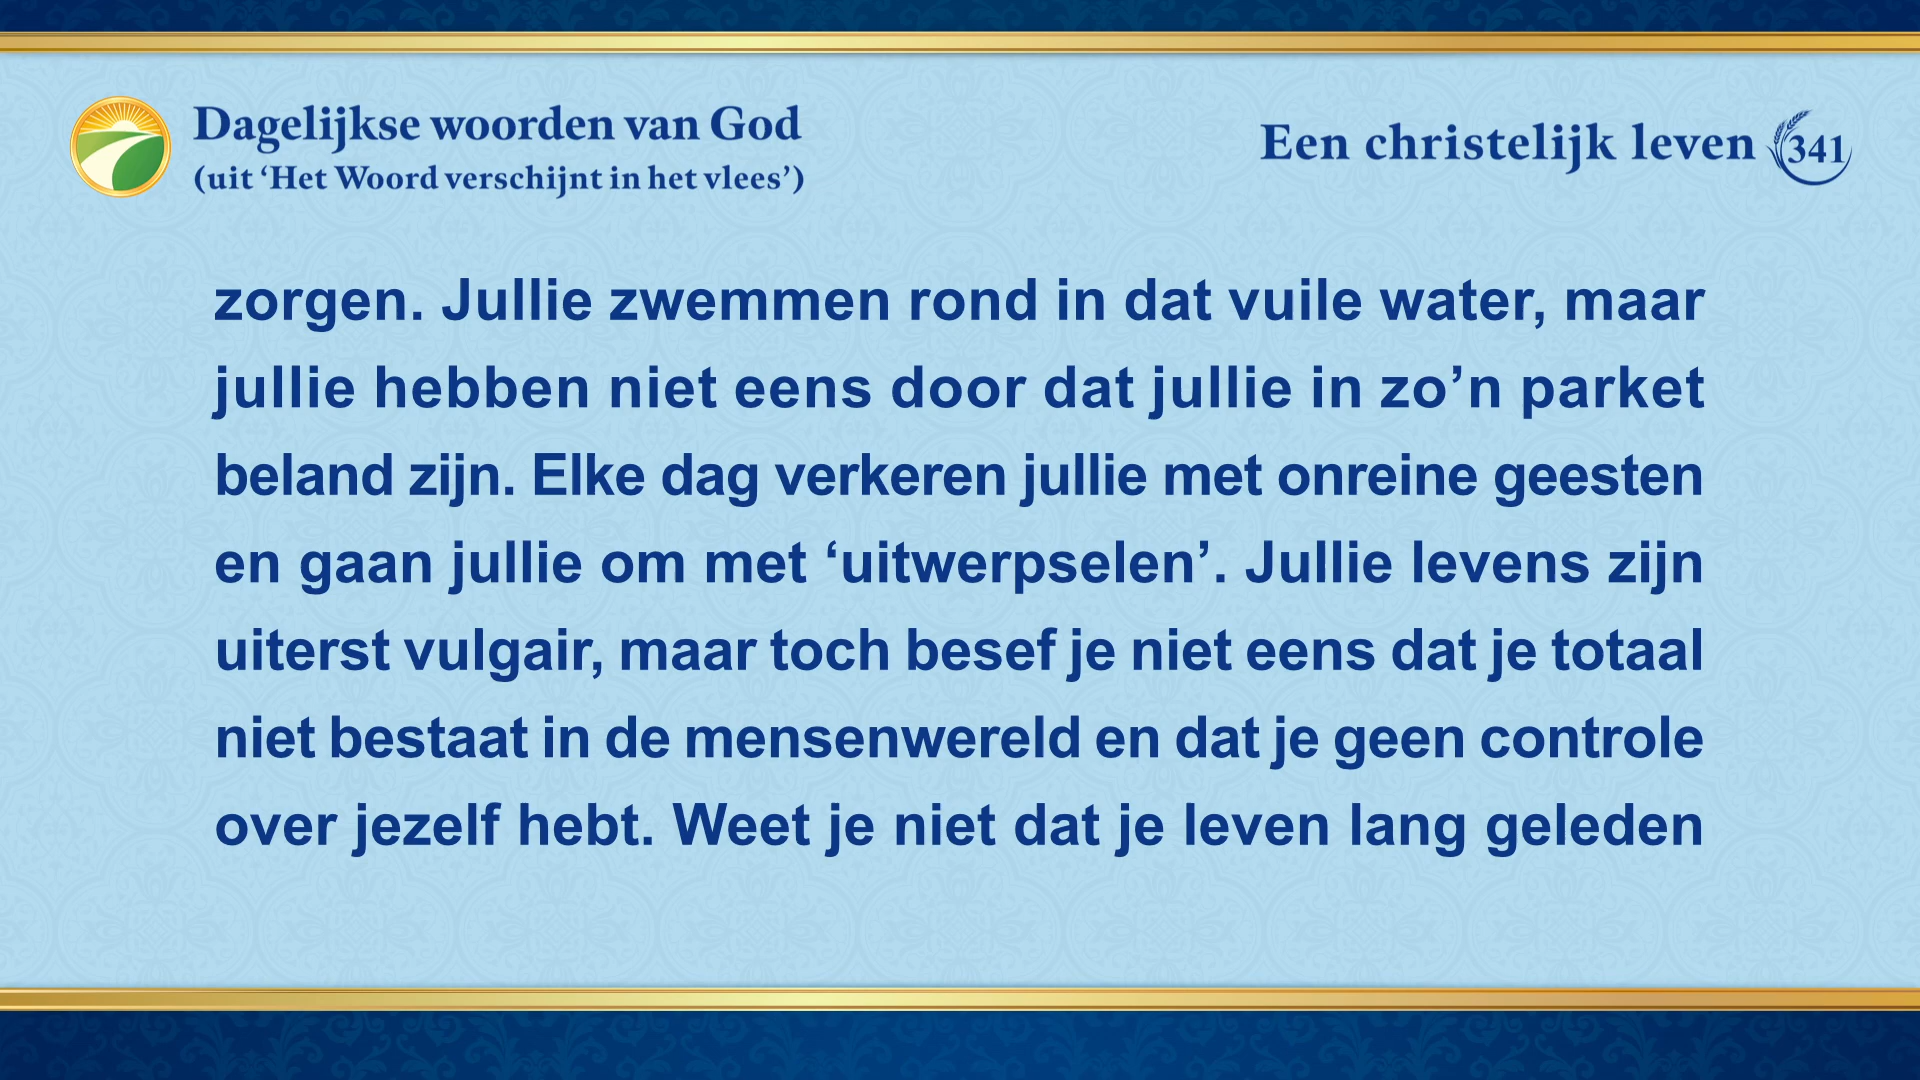 Dagelijkse woorden van God
(uit ‘Het Woord verschijnt in het vlees’)
Een christelijk leven 341
zorgen. Jullie zwemmen rond in dat vuile water, maar
jullie hebben niet eens door dat jullie in zo’n parket
beland zijn. Elke dag verkeren jullie met onreine geesten
en gaan jullie om met ‘uitwerpselen’. Jullie levens zijn
uiterst vulgair, maar toch besef je niet eens dat je totaal
niet bestaat in de mensenwereld en dat je geen controle
over jezelf hebt. Weet je niet dat je leven lang geleden